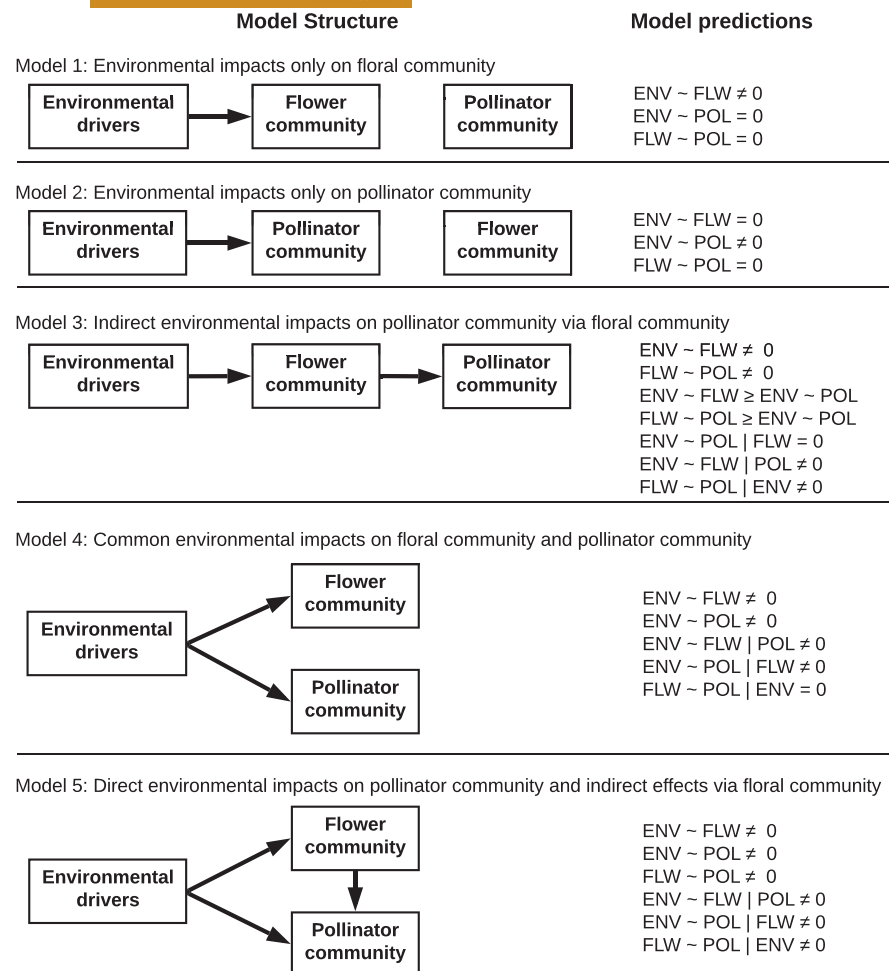 Model Structure
Model predictions
Model 1: Environmental impacts only on floral community
Environmental
drivers
Flower
community
Pollinator
community
ENV ~ FLW ≠ 0
ENV ~ POL = 0
FLW ~ POL = 0
Model 2: Environmental impacts only on pollinator community
Environmental
drivers
Pollinator
community
Flower
community
ENV ~ FLW = 0
ENV ~ POL ≠ 0
FLW ~ POL = 0
Model 3: Indirect environmental impacts on pollinator community via floral community
Environmental
drivers
Flower
community
Pollinator
community
ENV ~ FLW ≠ 0
FLW ~ POL ≠ 0
ENV ~ FLW ≥ ENV ~ POL
FLW ~ POL ≥ ENV ~ POL
ENV ~ POL | FLW = 0
ENV ~ FLW | POL ≠ 0
FLW ~ POL | ENV ≠ 0
Model 4: Common environmental impacts on floral community and pollinator community
Environmental
drivers
Flower
community
Pollinator
community
ENV ~ FLW ≠ 0
ENV ~ POL ≠ 0
ENV ~ FLW | POL ≠ 0
ENV ~ POL | FLW ≠ 0
FLW ~ POL | ENV = 0
Model 5: Direct environmental impacts on pollinator community and indirect effects via floral community
Environmental
drivers
Flower
community
Pollinator
community
ENV ~ FLW ≠ 0
ENV ~ POL ≠ 0
FLW ~ POL ≠ 0
ENV ~ FLW | POL ≠ 0
ENV ~ POL | FLW ≠ 0
FLW ~ POL | ENV ≠ 0